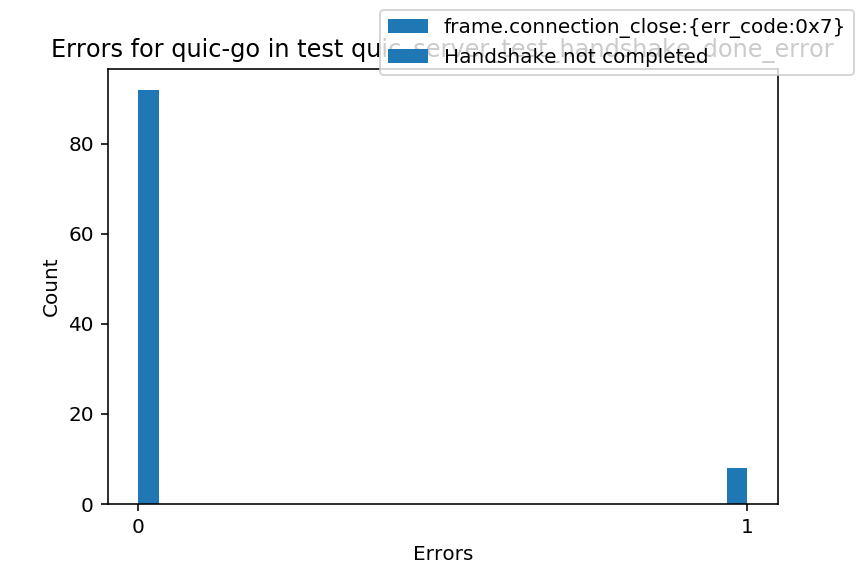 frame.connection_close:{err_code:0x7}
Handshake not completed
Errors for quic-go in test quic_server_test_handshake_done_error
80
60
40
20
0
Count
0 1
Errors